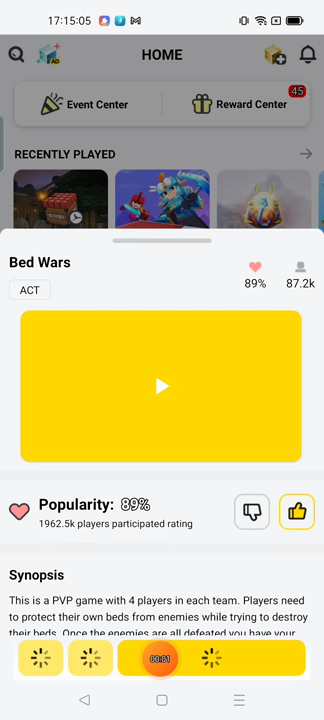 17:15:05
HOME
AD
Event Center
Reward Center
45
RECENTLY PLAYED
Bed Wars
ACT
89%
87.2k
Popularity: 89%
1962.5k players participated rating
Synopsis
This is a PVP game with 4 players in each team. Players need
to protect their own beds from enemies while trying to destroy
their beds. Once the enemies are all defeated you have your
00:01